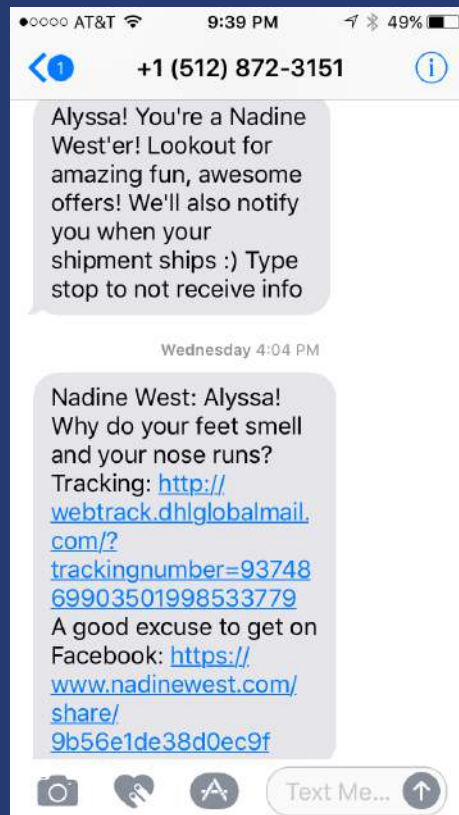 AT&T 9:39 PM 49%
1 +1 (512) 872-3151 i
Alyssa! You're a Nadine
West'er! Lookout for
amazing fun, awesome
offers! We'll also notify
you when your
shipment ships :) Type
stop to not receive info
Wednesday 4:04 PM
Nadine West: Alyssa!
Why do your feet smell
and your nose runs?
Tracking: http://
webtrack.dhlglobalmail.
com/?
trackingnumber=93748
69903501998533779
A good excuse to get on
Facebook: https://
www.nadinewest.com/
share/
9b56e1de38d0ec9f
Text Me...